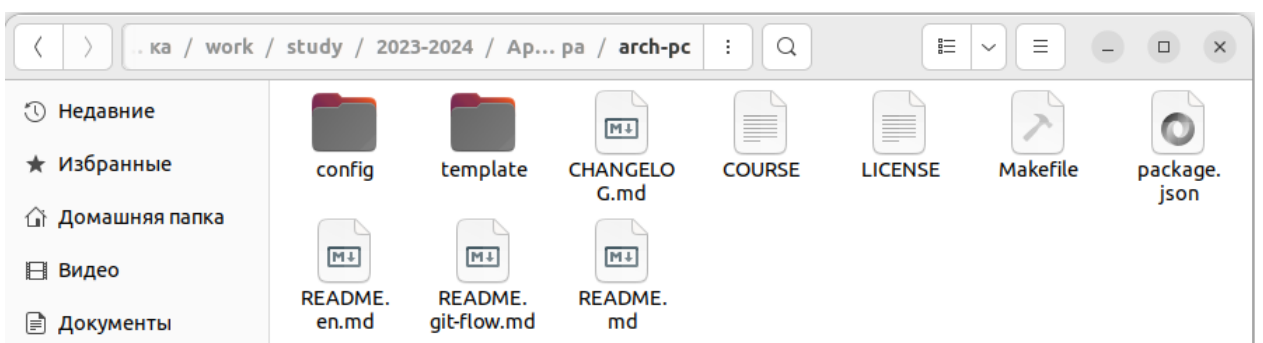 .. ка / work / study / 2023-2024 / Ар... ра / arch-pc
Недавние
Избранные
Домашняя папка
Видео
Документы
config
template
CHANGELO
G.md
COURSE
LICENSE
Makefile
package.
json
README.
en.md
README.
git-flow.md
README.
md